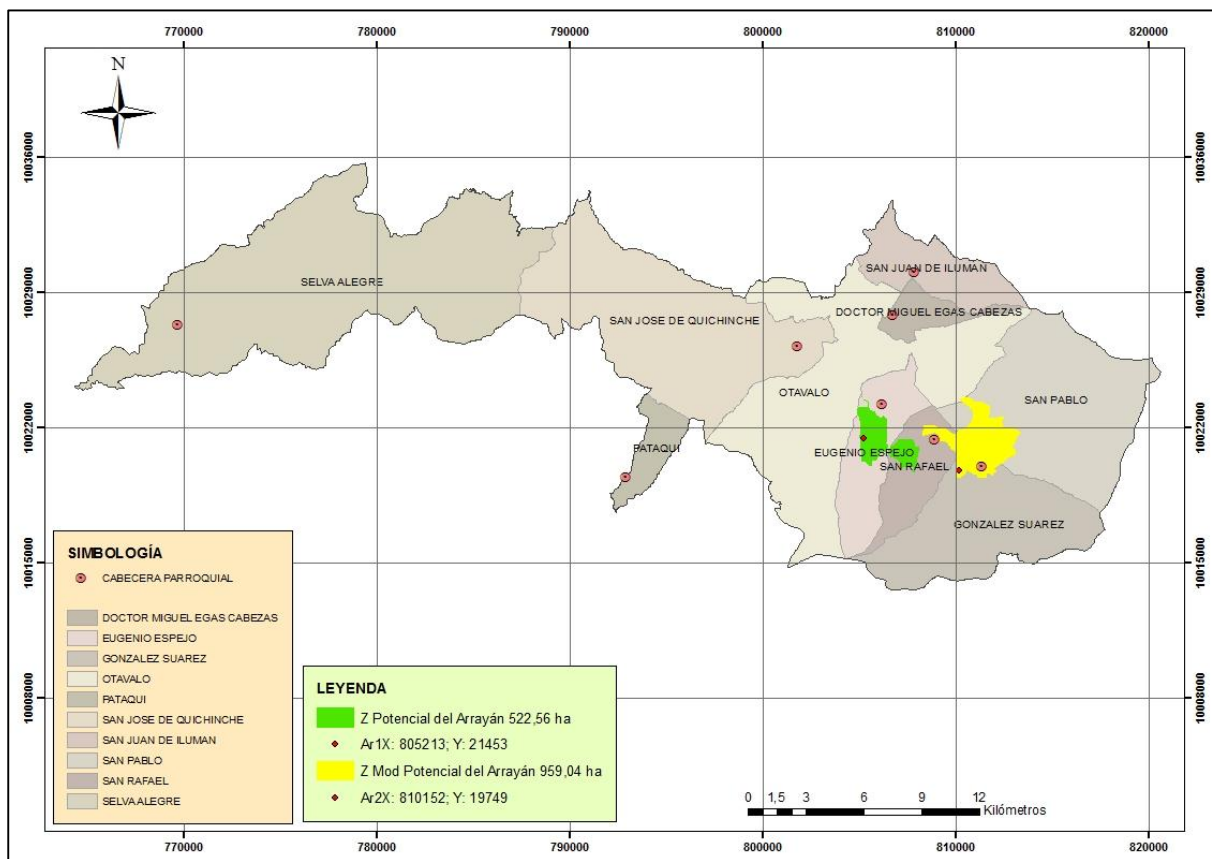 770000 780000 790000 800000 810000 820000
N
10036000 10036000
SAN JUAN DE ILUMAN
10029000 10029000
SELVA ALEGRE
DOCTOR MIGUEL EGAS CABEZAS
SAN JOSE DE QUICHINCHE
OTAVALO
SAN PABLO
10022000 10022000
PATAQUI
EUGENIO ESPEJO
SAN RAFAEL
GONZALEZ SUAREZ
10015000 10015000
10008000 10008000
SIMBOLOGÍA
CABECERA PARROQUIAL
DOCTOR MIGUEL EGAS CABEZAS
EUGENIO ESPEJO
GONZALEZ SUAREZ
OTAVALO
PATAQUI
SAN JOSE DE QUICHINCHE
SAN JUAN DE ILUMAN
SAN PABLO
SAN RAFAEL
SELVA ALEGRE
LEYENDA
Z Potencial del Arrayán 522,56 ha
Ar1X: 805213; Y: 21453
Z Mod Potencial del Arrayán 959,04 ha
Ar2X: 810152; Y: 19749
0 1,5 3 6 9 12
Kilómetros
770000 780000 790000 800000 810000 820000